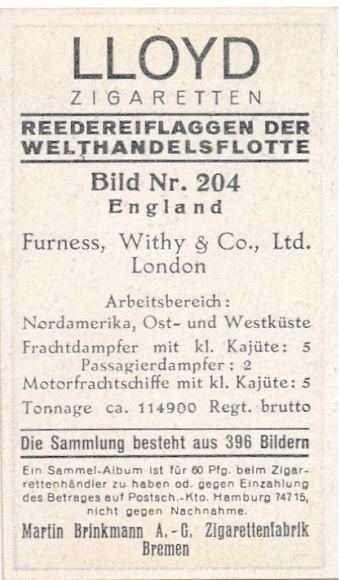 LLOYD
ZIGARETTEN
REEDEREIFLAGGEN DER
WELTHANDELSFLOTTE
Bild Nr. 204
England
Furness, Withy & Co., Ltd.
London
Arbeitsbereich:
Nordamerika, Ost- und Westküste
Frachtdampfer mit kl. Kajüte: 5
Passagierdampfer: 2
Motorfrachtschiffe mit kl. Kajüte: 5
Tonnage ca. 114900 Regt. brutto
Die Sammlung besteht aus 396 Bildern
Ein Sammel-Album ist für 60 Pfg. beim Zigar-
rettenhändler zu haben od. gegen Einzahlung
des Betrages auf Postsch.-Kto. Hamburg 74715,
nicht gegen Nachnahme.
Martin Brinkmann A.-G. Zigarettenfabrik
Bremen